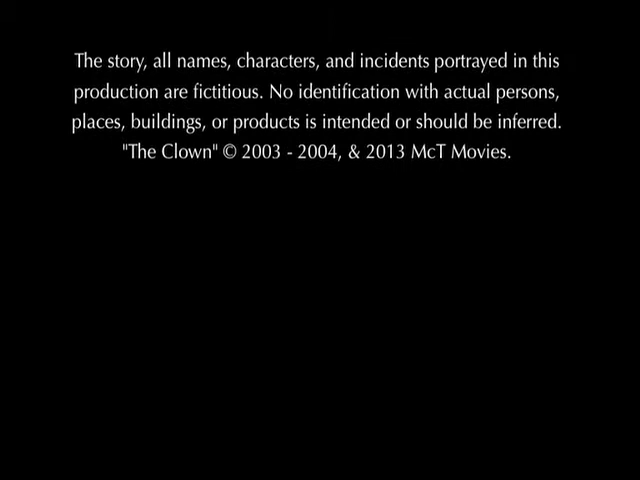 The story, all names, characters, and incidents portrayed in this
production are fictitious. No identification with actual persons,
places, buildings, or products is intended or should be inferred.
"The Clown" © 2003 - 2004, & 2013 McT Movies.